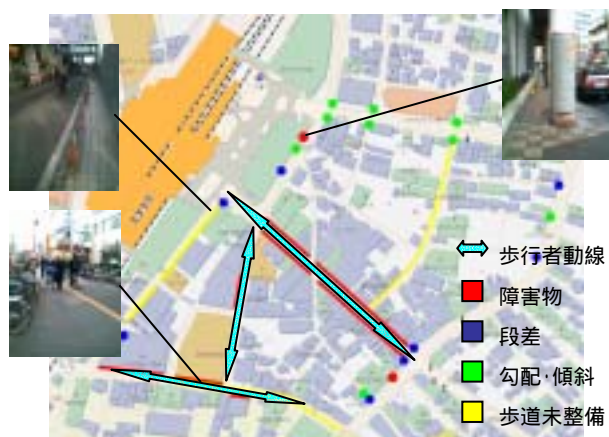 歩行者動線
障害物
段差
勾配・傾斜
歩道未整備